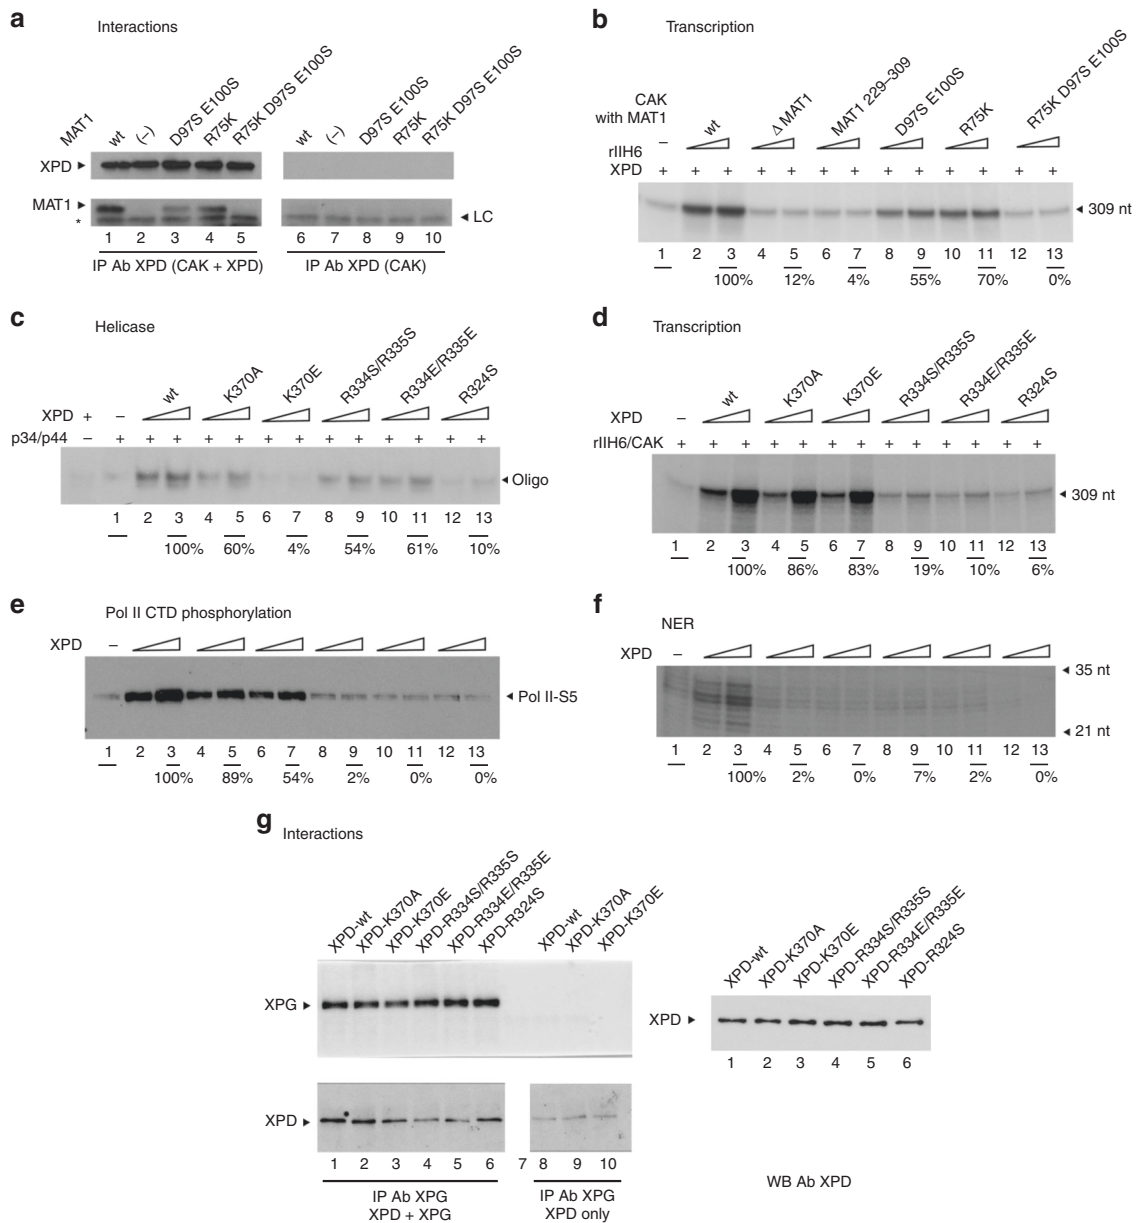 a Interactions
MAT1 wt (–) D97S E100S R75K R75K D97S E100S wt (–) D97S E100S R75K R75K D97S E100S
XPD
MAT1
* LC
1 2 3 4 5 6 7 8 9 10
IP Ab XPD (CAK + XPD) IP Ab XPD (CAK)
b Transcription
CAK with MAT1 – wt ΔMAT1 MAT1 229–309 D97S E100S R75K R75K D97S E100S
rIIH6
XPD + + + + + + + + + + + + +
309 nt
1 2 3 4 5 6 7 8 9 10 11 12 13
100% 12% 4% 55% 70% 0%
c Helicase
wt K370A K370E R334S/R335S R334E/R335E R324S
XPD + –
p34/p44 – + + + + + + + + + + + + +
Oligo
1 2 3 4 5 6 7 8 9 10 11 12 13
100% 60% 4% 54% 61% 10%
d Transcription
wt K370A K370E R334S/R335S R334E/R335E R324S
XPD –
rIIH6/CAK + + + + + + + + + + + + +
309 nt
1 2 3 4 5 6 7 8 9 10 11 12 13
100% 86% 83% 19% 10% 6%
e Pol II CTD phosphorylation
XPD –
Pol II-S5
1 2 3 4 5 6 7 8 9 10 11 12 13
100% 89% 54% 2% 0% 0%
f NER
XPD –
35 nt
21 nt
1 2 3 4 5 6 7 8 9 10 11 12 13
100% 2% 0% 7% 2% 0%
g Interactions
XPD-wt XPD-K370A XPD-K370E XPD-R334S/R335S XPD-R334E/R335E XPD-R324S XPD-wt XPD-K370A XPD-K370E
XPG
XPD
1 2 3 4 5 6 7 8 9 10
IP Ab XPG IP Ab XPG
XPD + XPG XPD only
XPD-wt XPD-K370A XPD-K370E XPD-R334S/R335S XPD-R334E/R335E XPD-R324S
XPD
1 2 3 4 5 6
WB Ab XPD